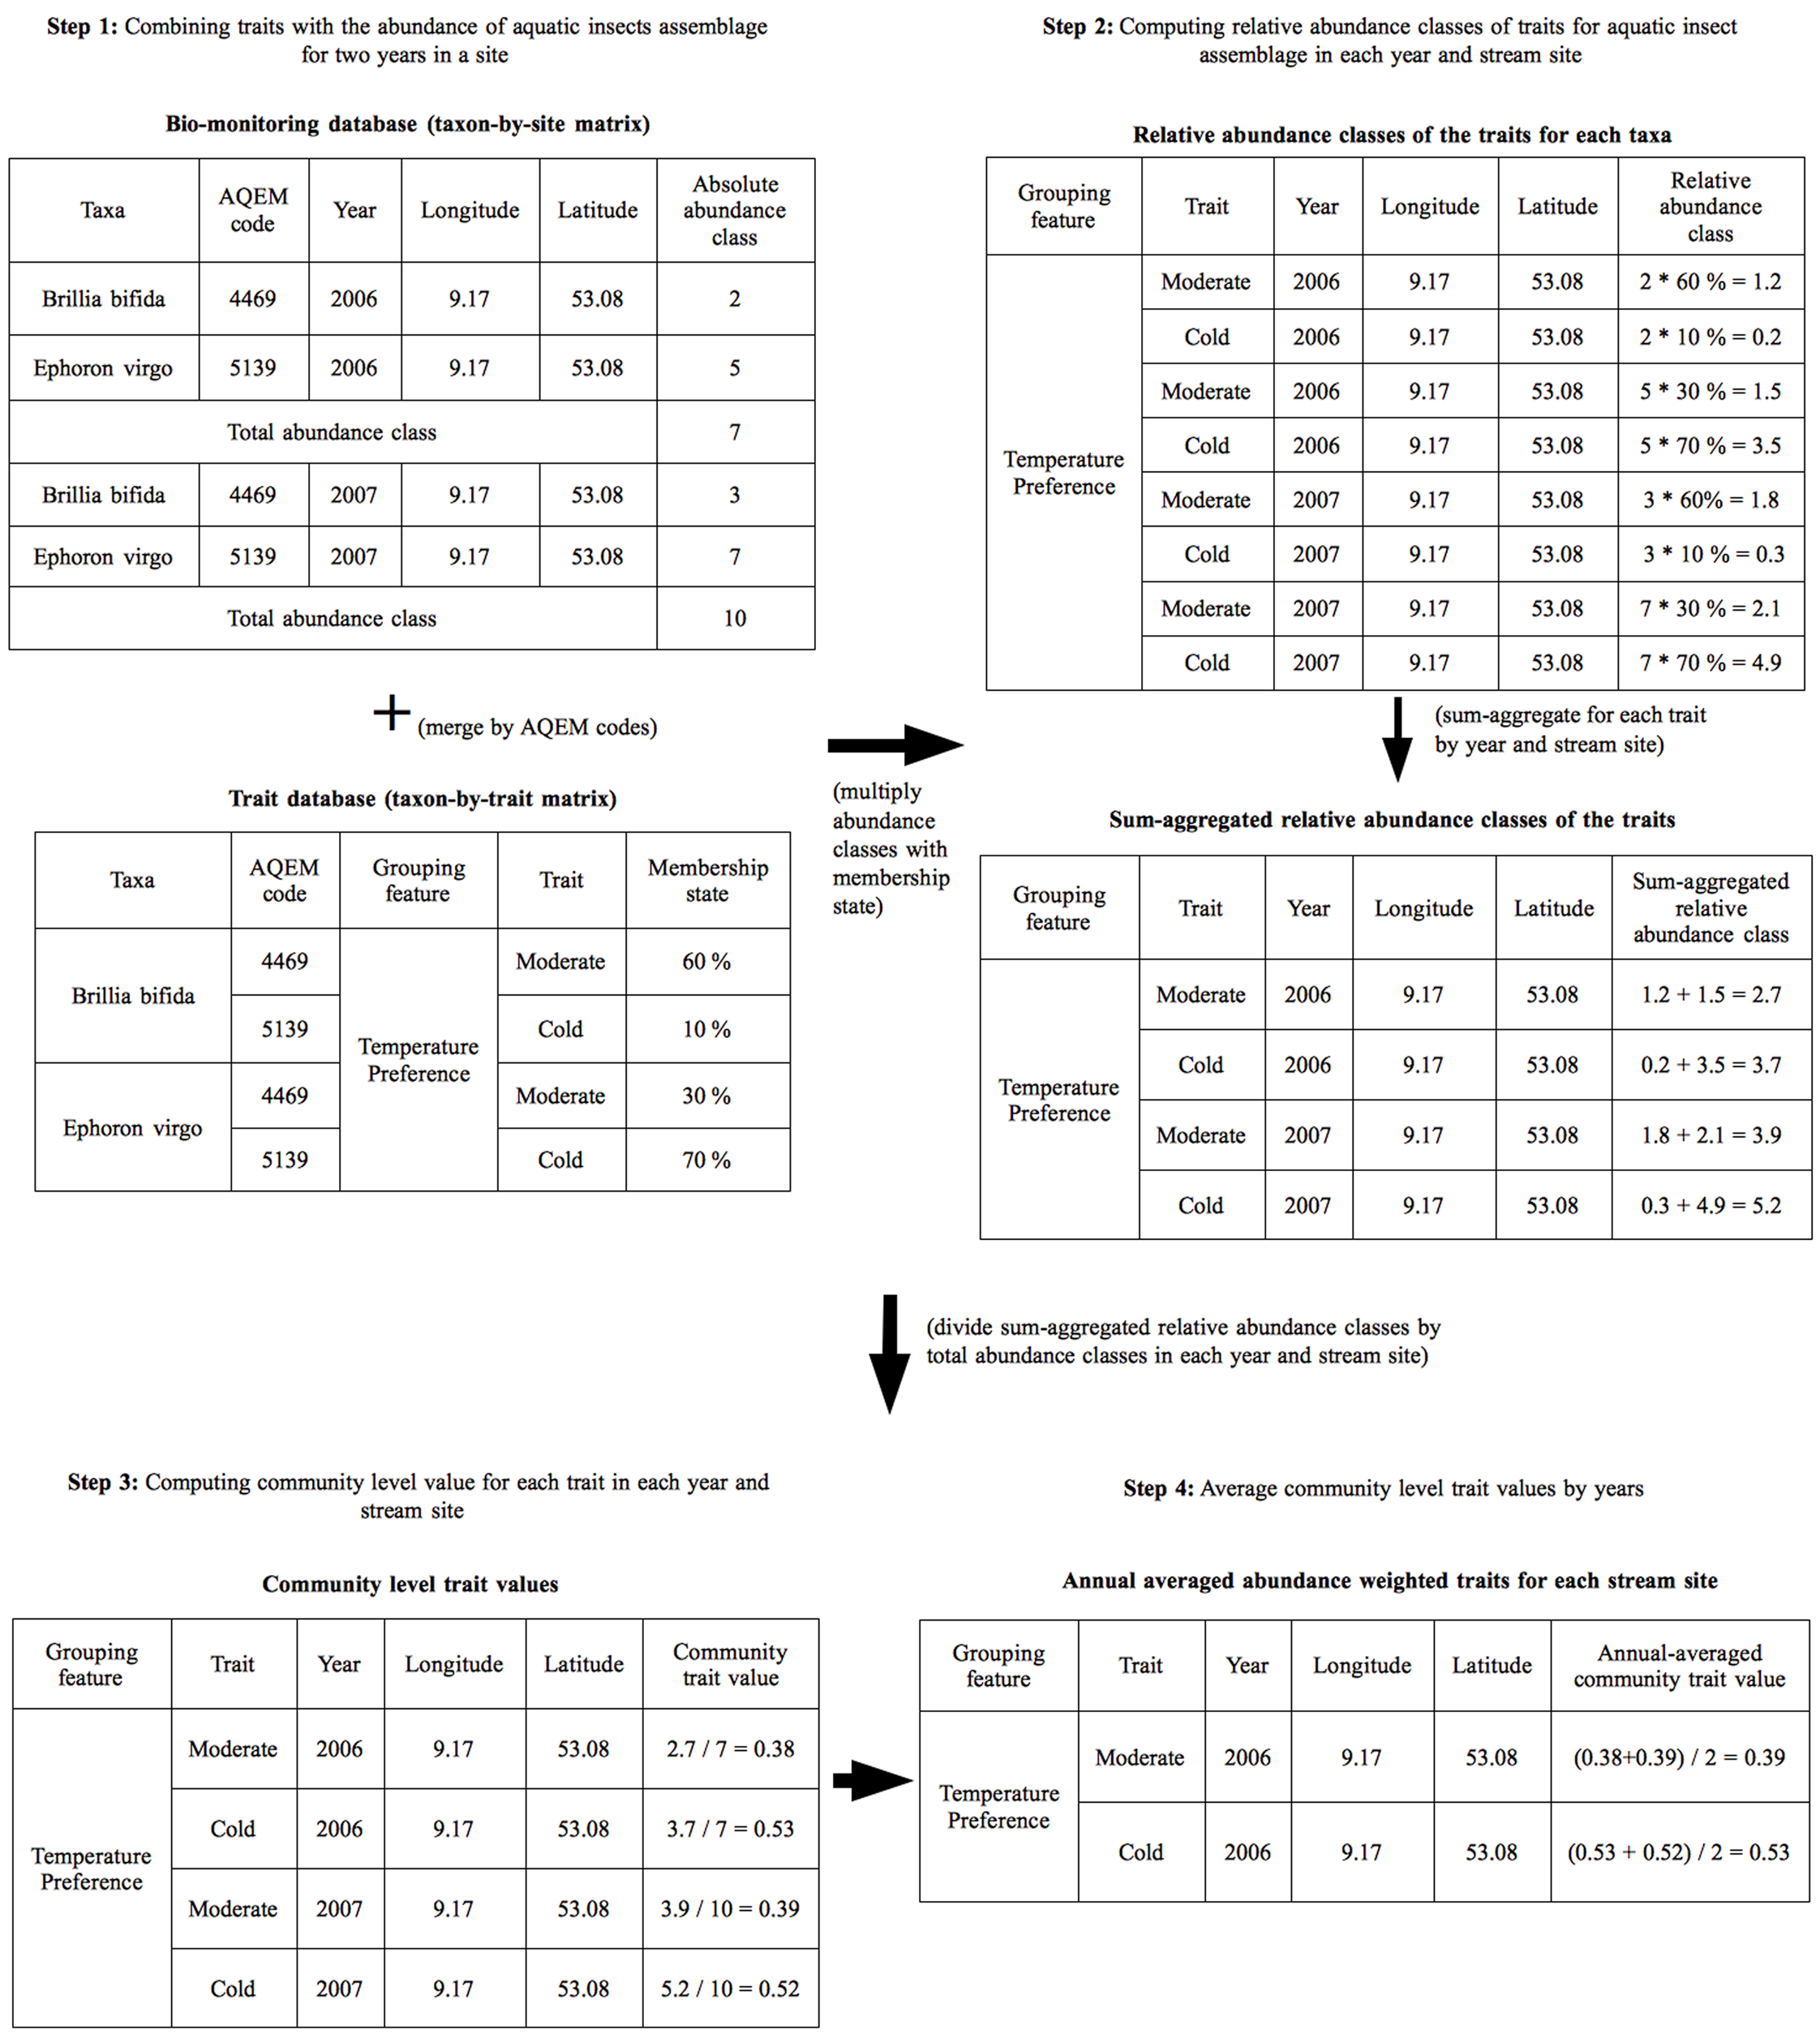 Step 1: Combining traits with the abundance of aquatic insects assemblage
for two years in a site
Bio-monitoring database (taxon-by-site matrix)
Taxa AQEM code Year Longitude Latitude Absolute abundance class
Brillia bifida 4469 2006 9.17 53.08 2
Ephoron virgo 5139 2006 9.17 53.08 5
Total abundance class 7
Brillia bifida 4469 2007 9.17 53.08 3
Ephoron virgo 5139 2007 9.17 53.08 7
Total abundance class 10
+ (merge by AQEM codes)
Trait database (taxon-by-trait matrix)
Taxa AQEM code Grouping feature Trait Membership state
Brillia bifida 4469 Temperature Preference Moderate 60 %
5139 Cold 10 %
Ephoron virgo 4469 Moderate 30 %
5139 Cold 70 %
(multiply
abundance
classes with
membership
state)
Step 2: Computing relative abundance classes of traits for aquatic insect
assemblage in each year and stream site
Relative abundance classes of the traits for each taxa
Grouping feature Trait Year Longitude Latitude Relative abundance class
Temperature Preference
Moderate 2006 9.17 53.08 2 * 60 % = 1.2
Cold 2006 9.17 53.08 2 * 10 % = 0.2
Moderate 2006 9.17 53.08 5 * 30 % = 1.5
Cold 2006 9.17 53.08 5 * 70 % = 3.5
Moderate 2007 9.17 53.08 3 * 60% = 1.8
Cold 2007 9.17 53.08 3 * 10 % = 0.3
Moderate 2007 9.17 53.08 7 * 30 % = 2.1
Cold 2007 9.17 53.08 7 * 70 % = 4.9
(sum-aggregate for each trait
by year and stream site)
Sum-aggregated relative abundance classes of the traits
Grouping feature Trait Year Longitude Latitude Sum-aggregated relative abundance class
Temperature Preference
Moderate 2006 9.17 53.08 1.2 + 1.5 = 2.7
Cold 2006 9.17 53.08 0.2 + 3.5 = 3.7
Moderate 2007 9.17 53.08 1.8 + 2.1 = 3.9
Cold 2007 9.17 53.08 0.3 + 4.9 = 5.2
(divide sum-aggregated relative abundance classes by
total abundance classes in each year and stream site)
Step 3: Computing community level value for each trait in each year and
stream site
Community level trait values
Grouping feature Trait Year Longitude Latitude Community trait value
Temperature Preference
Moderate 2006 9.17 53.08 2.7 / 7 = 0.38
Cold 2006 9.17 53.08 3.7 / 7 = 0.53
Moderate 2007 9.17 53.08 3.9 / 10 = 0.39
Cold 2007 9.17 53.08 5.2 / 10 = 0.52
Step 4: Average community level trait values by years
Annual averaged abundance weighted traits for each stream site
Grouping feature Trait Year Longitude Latitude Annual-averaged community trait value
Temperature Preference
Moderate 2006 9.17 53.08 (0.38+0.39) / 2 = 0.39
Cold 2006 9.17 53.08 (0.53 + 0.52) / 2 = 0.53